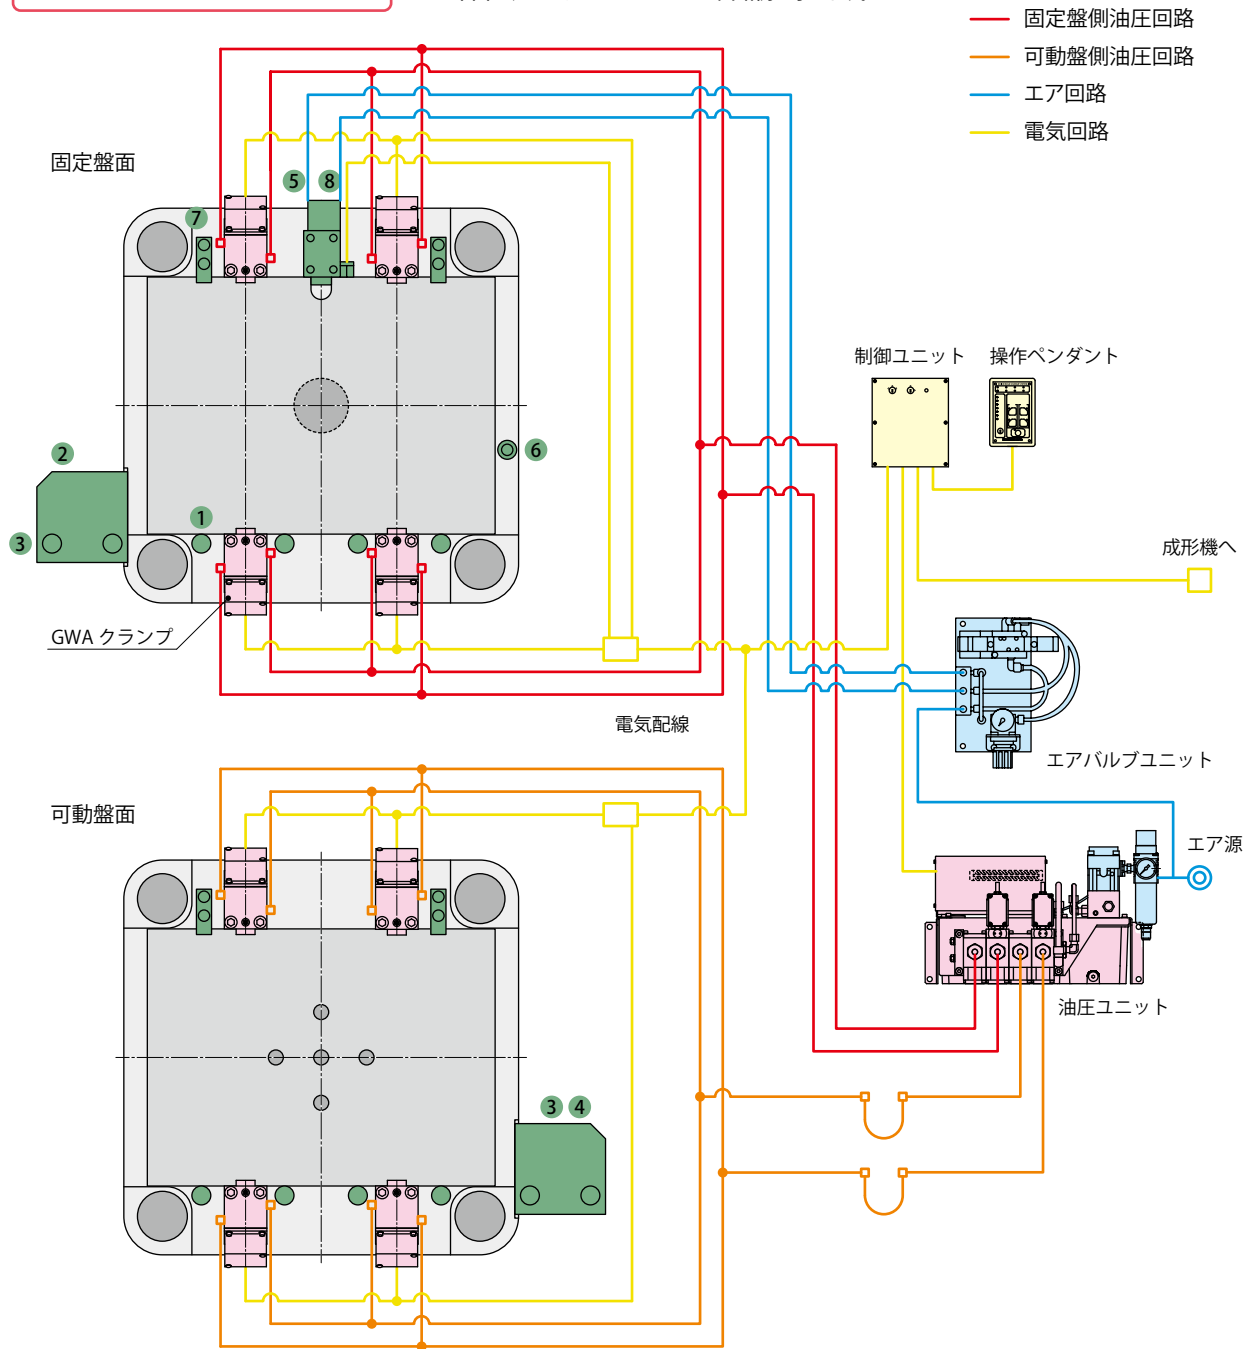 固定盤側油圧回路
可動盤側油圧回路
エア回路
電気回路
固定盤面
5 8
7
制御ユニット 操作ペンダント
2
6
1
3
成形機へ
GWA クランプ
電気配線
エアバルブユニット
可動盤面
エア源
油圧ユニット
3 4